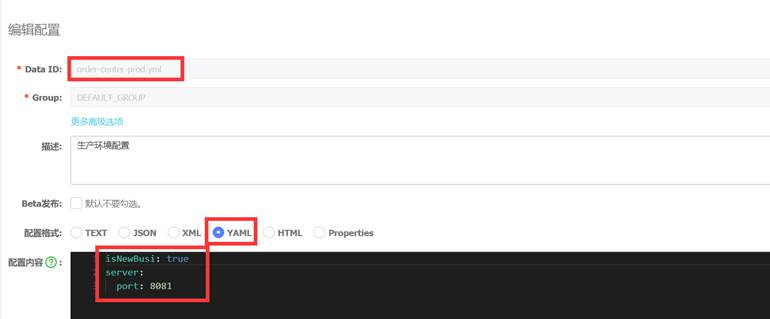 编辑配置
* Data ID: order-center-prod.yml
* Group: DEFAULT_GROUP
更多高级选项
描述: 生产环境配置
Beta发布: 默认不要勾选。
配置格式: TEXT JSON XML YAML HTML Properties
配置内容 ? : 1 isNewBusi: true
2 server:
3 port: 8081